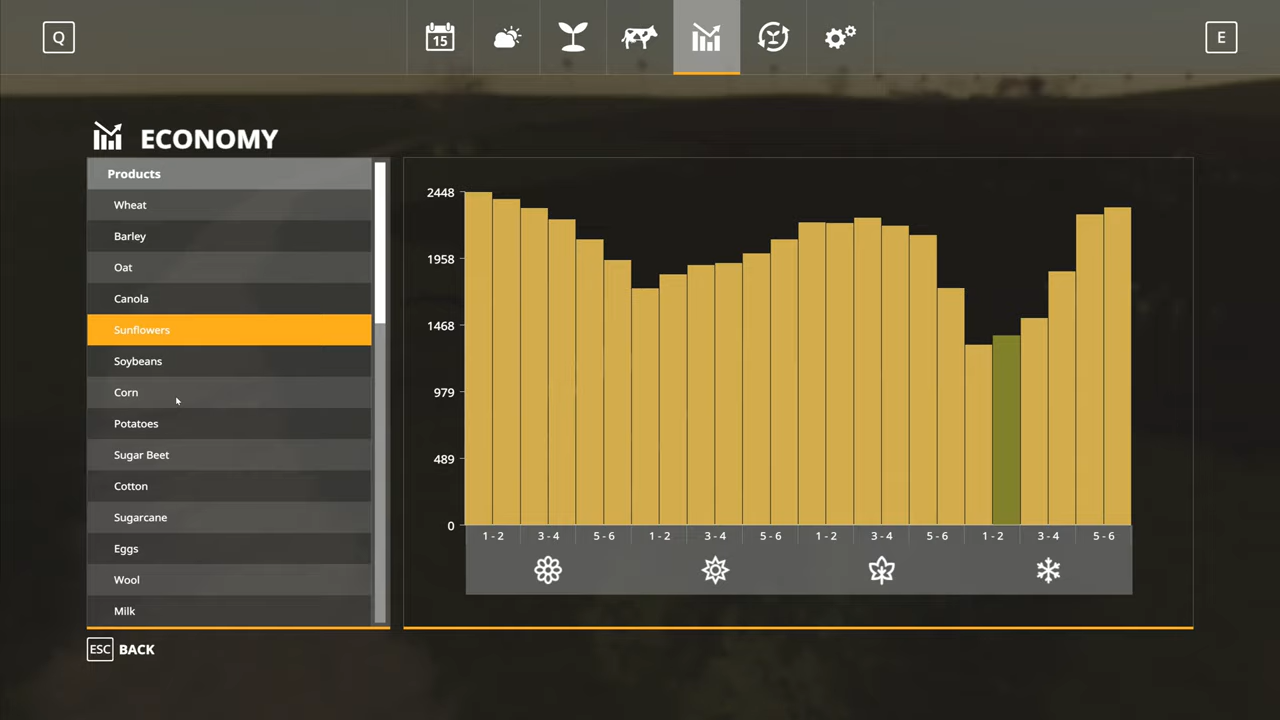 Q
15
E
ECONOMY
Products
Wheat
Barley
Oat
Canola
Sunflowers
Soybeans
Corn
Potatoes
Sugar Beet
Cotton
Sugarcane
Eggs
Wool
Milk
2448
1958
1468
979
489
0
1 - 2 3 - 4 5 - 6 1 - 2 3 - 4 5 - 6 1 - 2 3 - 4 5 - 6 1 - 2 3 - 4 5 - 6
ESC BACK